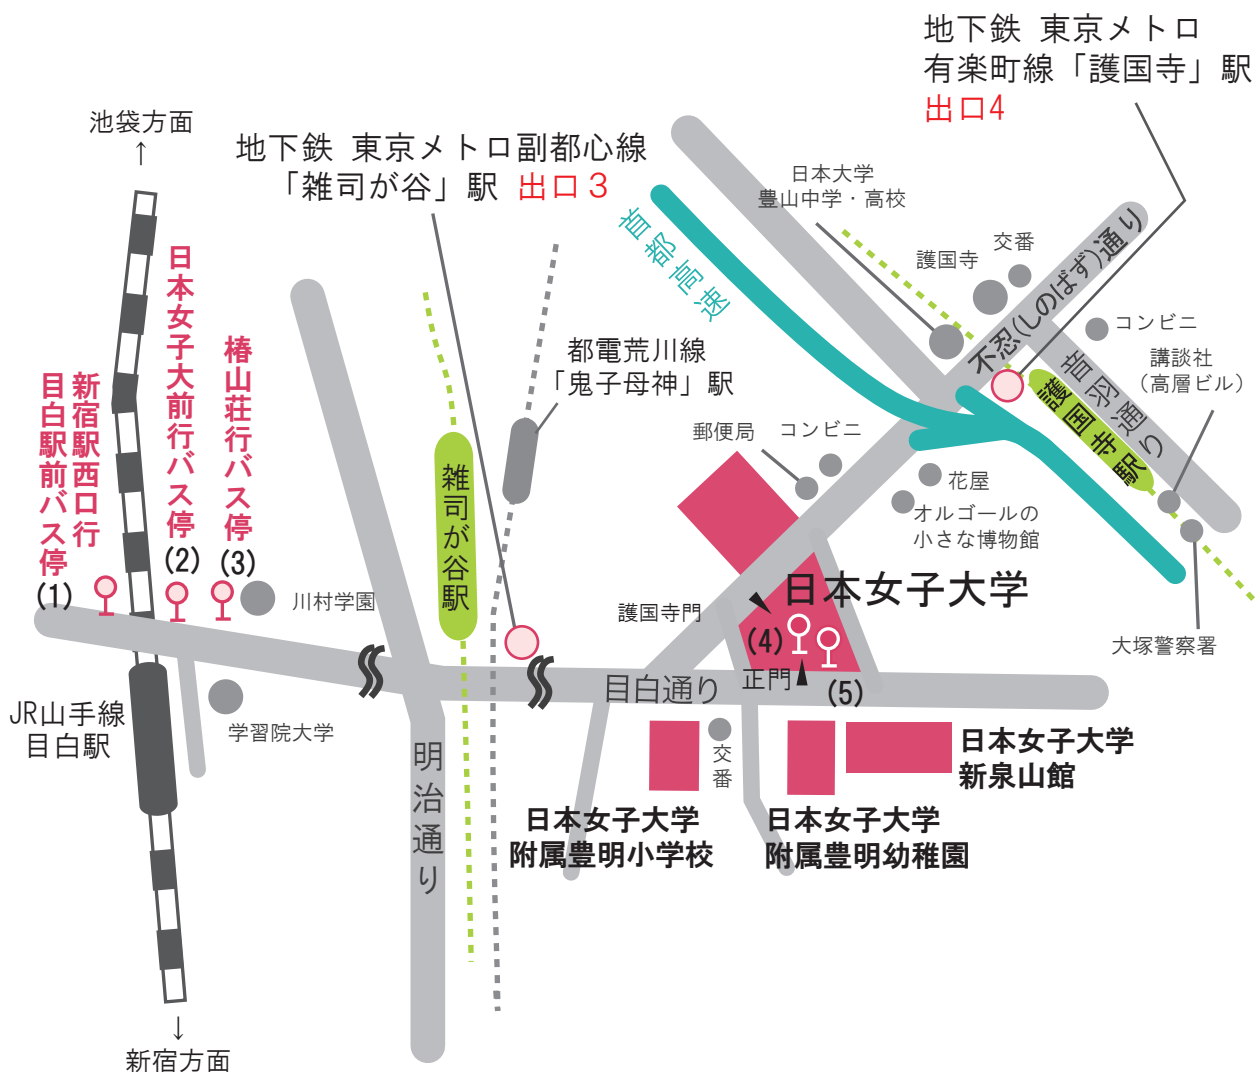 地下鉄 東京メトロ
有楽町線「護国寺」駅
出口4
池袋方面
↑
地下鉄 東京メトロ副都心線
「雑司が谷」駅 出口3
日本大学
豊山中学・高校
護国寺
交番
不忍(しのばず)通り
首都高速
コンビニ
講談社
(高層ビル)
音羽通り
護国寺駅
都電荒川線
「鬼子母神」駅
郵便局
コンビニ
花屋
オルゴールの
小さな博物館
大塚警察署
新宿駅西口行
目白駅前バス停
(1)
日本女子大前行バス停
(2)
椿山荘行バス停
(3)
川村学園
雑司が谷駅
護国寺門
日本女子大学
(4)
正門
(5)
目白通り
JR山手線
目白駅
学習院大学
明治通り
交番
日本女子大学
新泉山館
日本女子大学
附属豊明小学校
日本女子大学
附属豊明幼稚園
↓
新宿方面